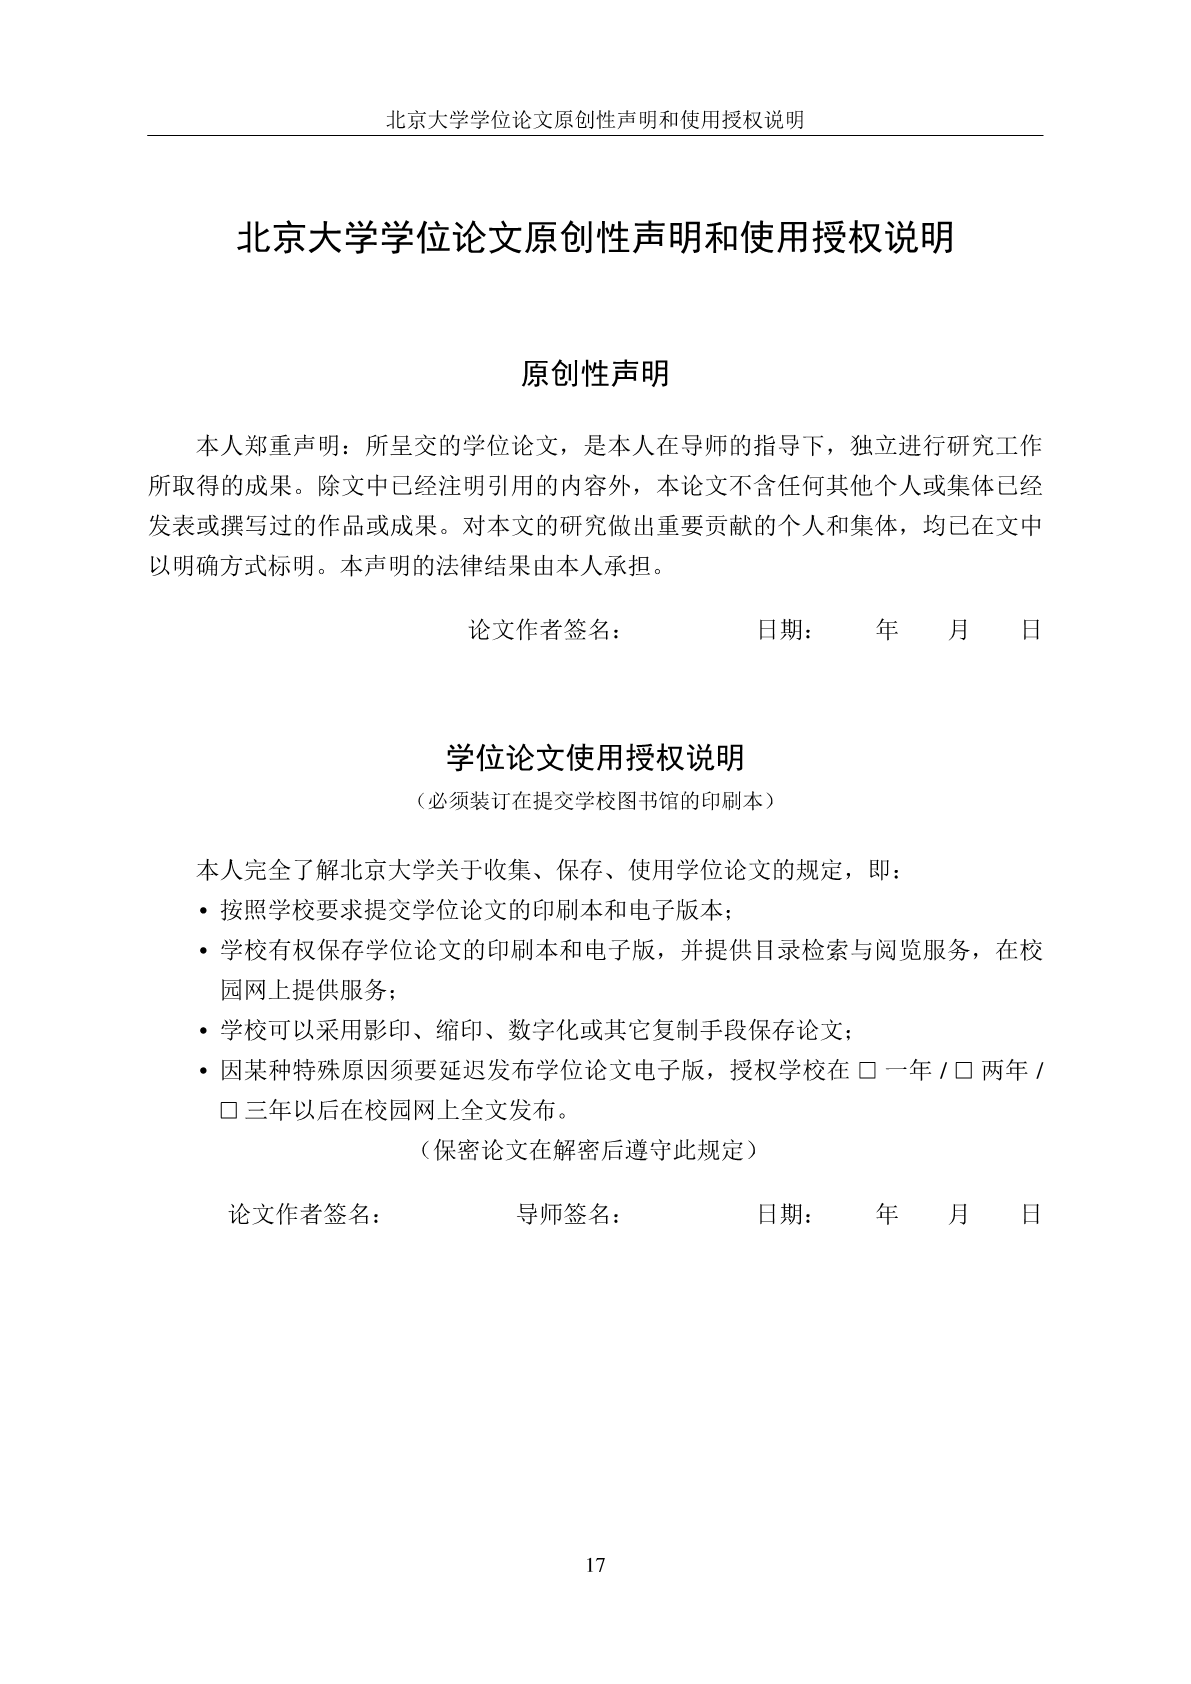 北京大学学位论文原创性声明和使用授权说明
北京大学学位论文原创性声明和使用授权说明
原创性声明
本人郑重声明：所呈交的学位论文，是本人在导师的指导下，独立进行研究工作
所取得的成果。除文中已经注明引用的内容外，本论文不含任何其他个人或集体已经
发表或撰写过的作品或成果。对本文的研究做出重要贡献的个人和集体，均已在文中
以明确方式标明。本声明的法律结果由本人承担。
论文作者签名： 日期： 年 月 日
学位论文使用授权说明
（必须装订在提交学校图书馆的印刷本）
本人完全了解北京大学关于收集、保存、使用学位论文的规定，即：
• 按照学校要求提交学位论文的印刷本和电子版本；
• 学校有权保存学位论文的印刷本和电子版，并提供目录检索与阅览服务，在校
园网上提供服务；
• 学校可以采用影印、缩印、数字化或其它复制手段保存论文；
• 因某种特殊原因须要延迟发布学位论文电子版，授权学校在 □ 一年 / □ 两年 /
□ 三年以后在校园网上全文发布。
（保密论文在解密后遵守此规定）
论文作者签名： 导师签名： 日期： 年 月 日
17